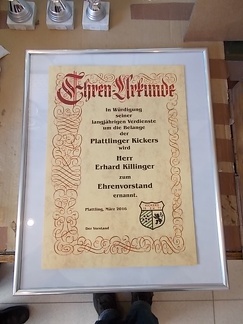 Ehren-Urkunde
In Würdigung
seiner
langjährigen Verdienste
um die Belange
der
Plattlinger Kickers
wird
Herr
Erhard Killinger
zum
Ehrenvorstand
ernannt.
Plattling, März 2010
Der Vorstand